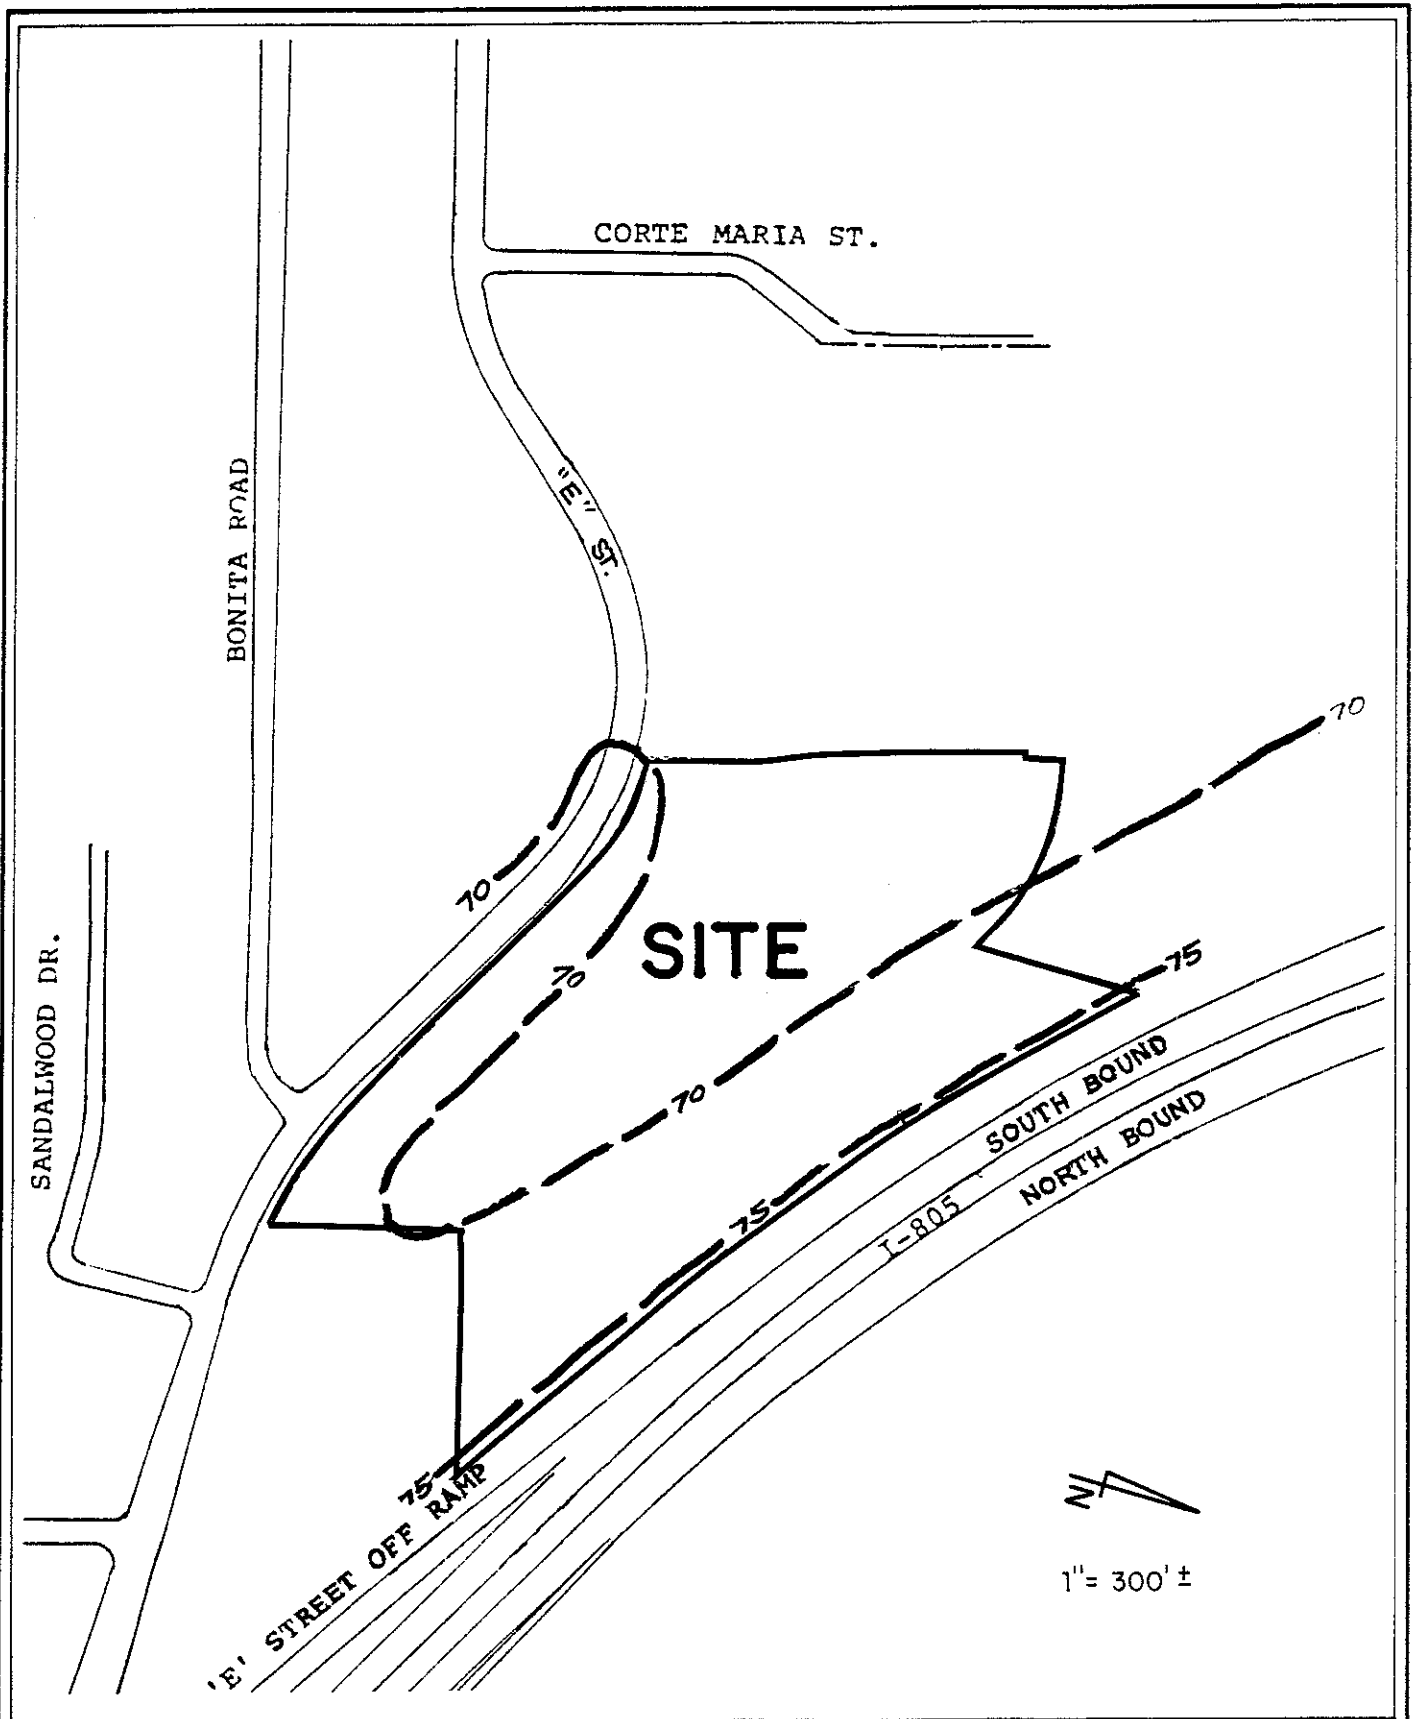 CORTE MARIA ST.
BONITA ROAD
"E" ST.
70
70
SITE
70
75
SANDALWOOD DR.
SOUTH BOUND
70
NORTH BOUND
I-805
75
75
'E' STREET OFF RAMP
N
1"= 300' ±